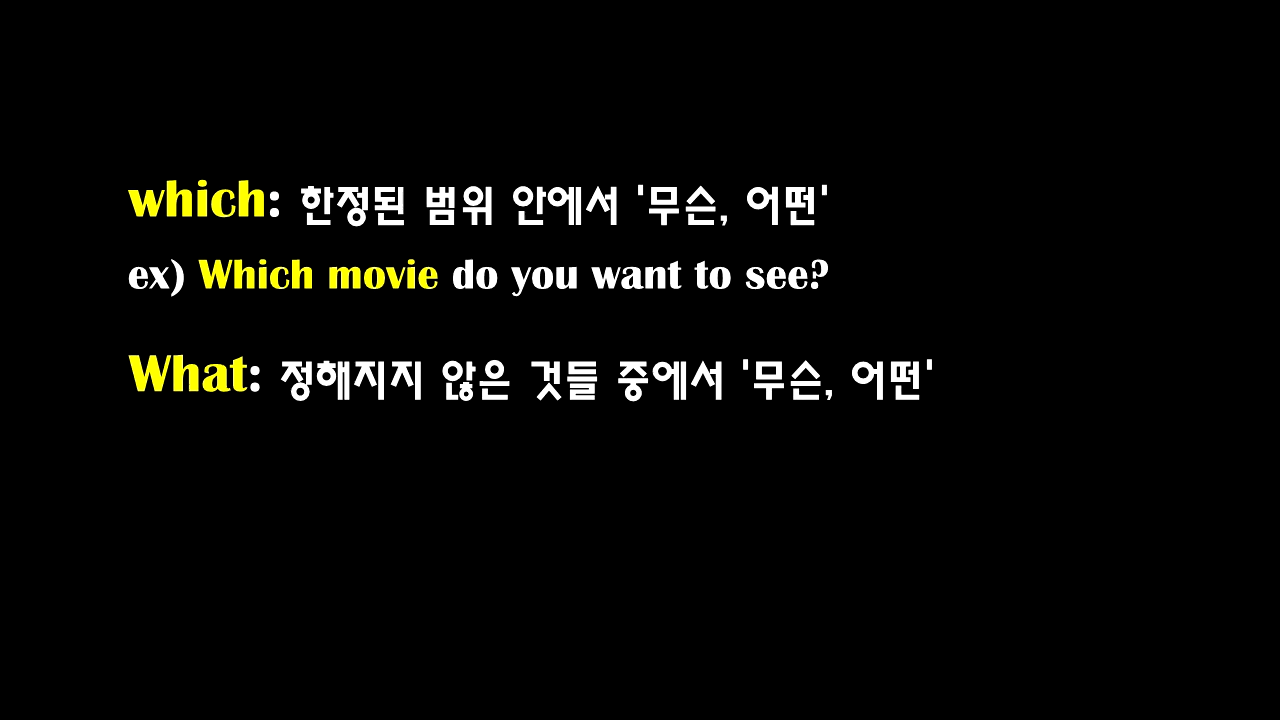 which: 한정된 범위 안에서 '무슨, 어떤'
ex) Which movie do you want to see?
What: 정해지지 않은 것들 중에서 '무슨, 어떤'